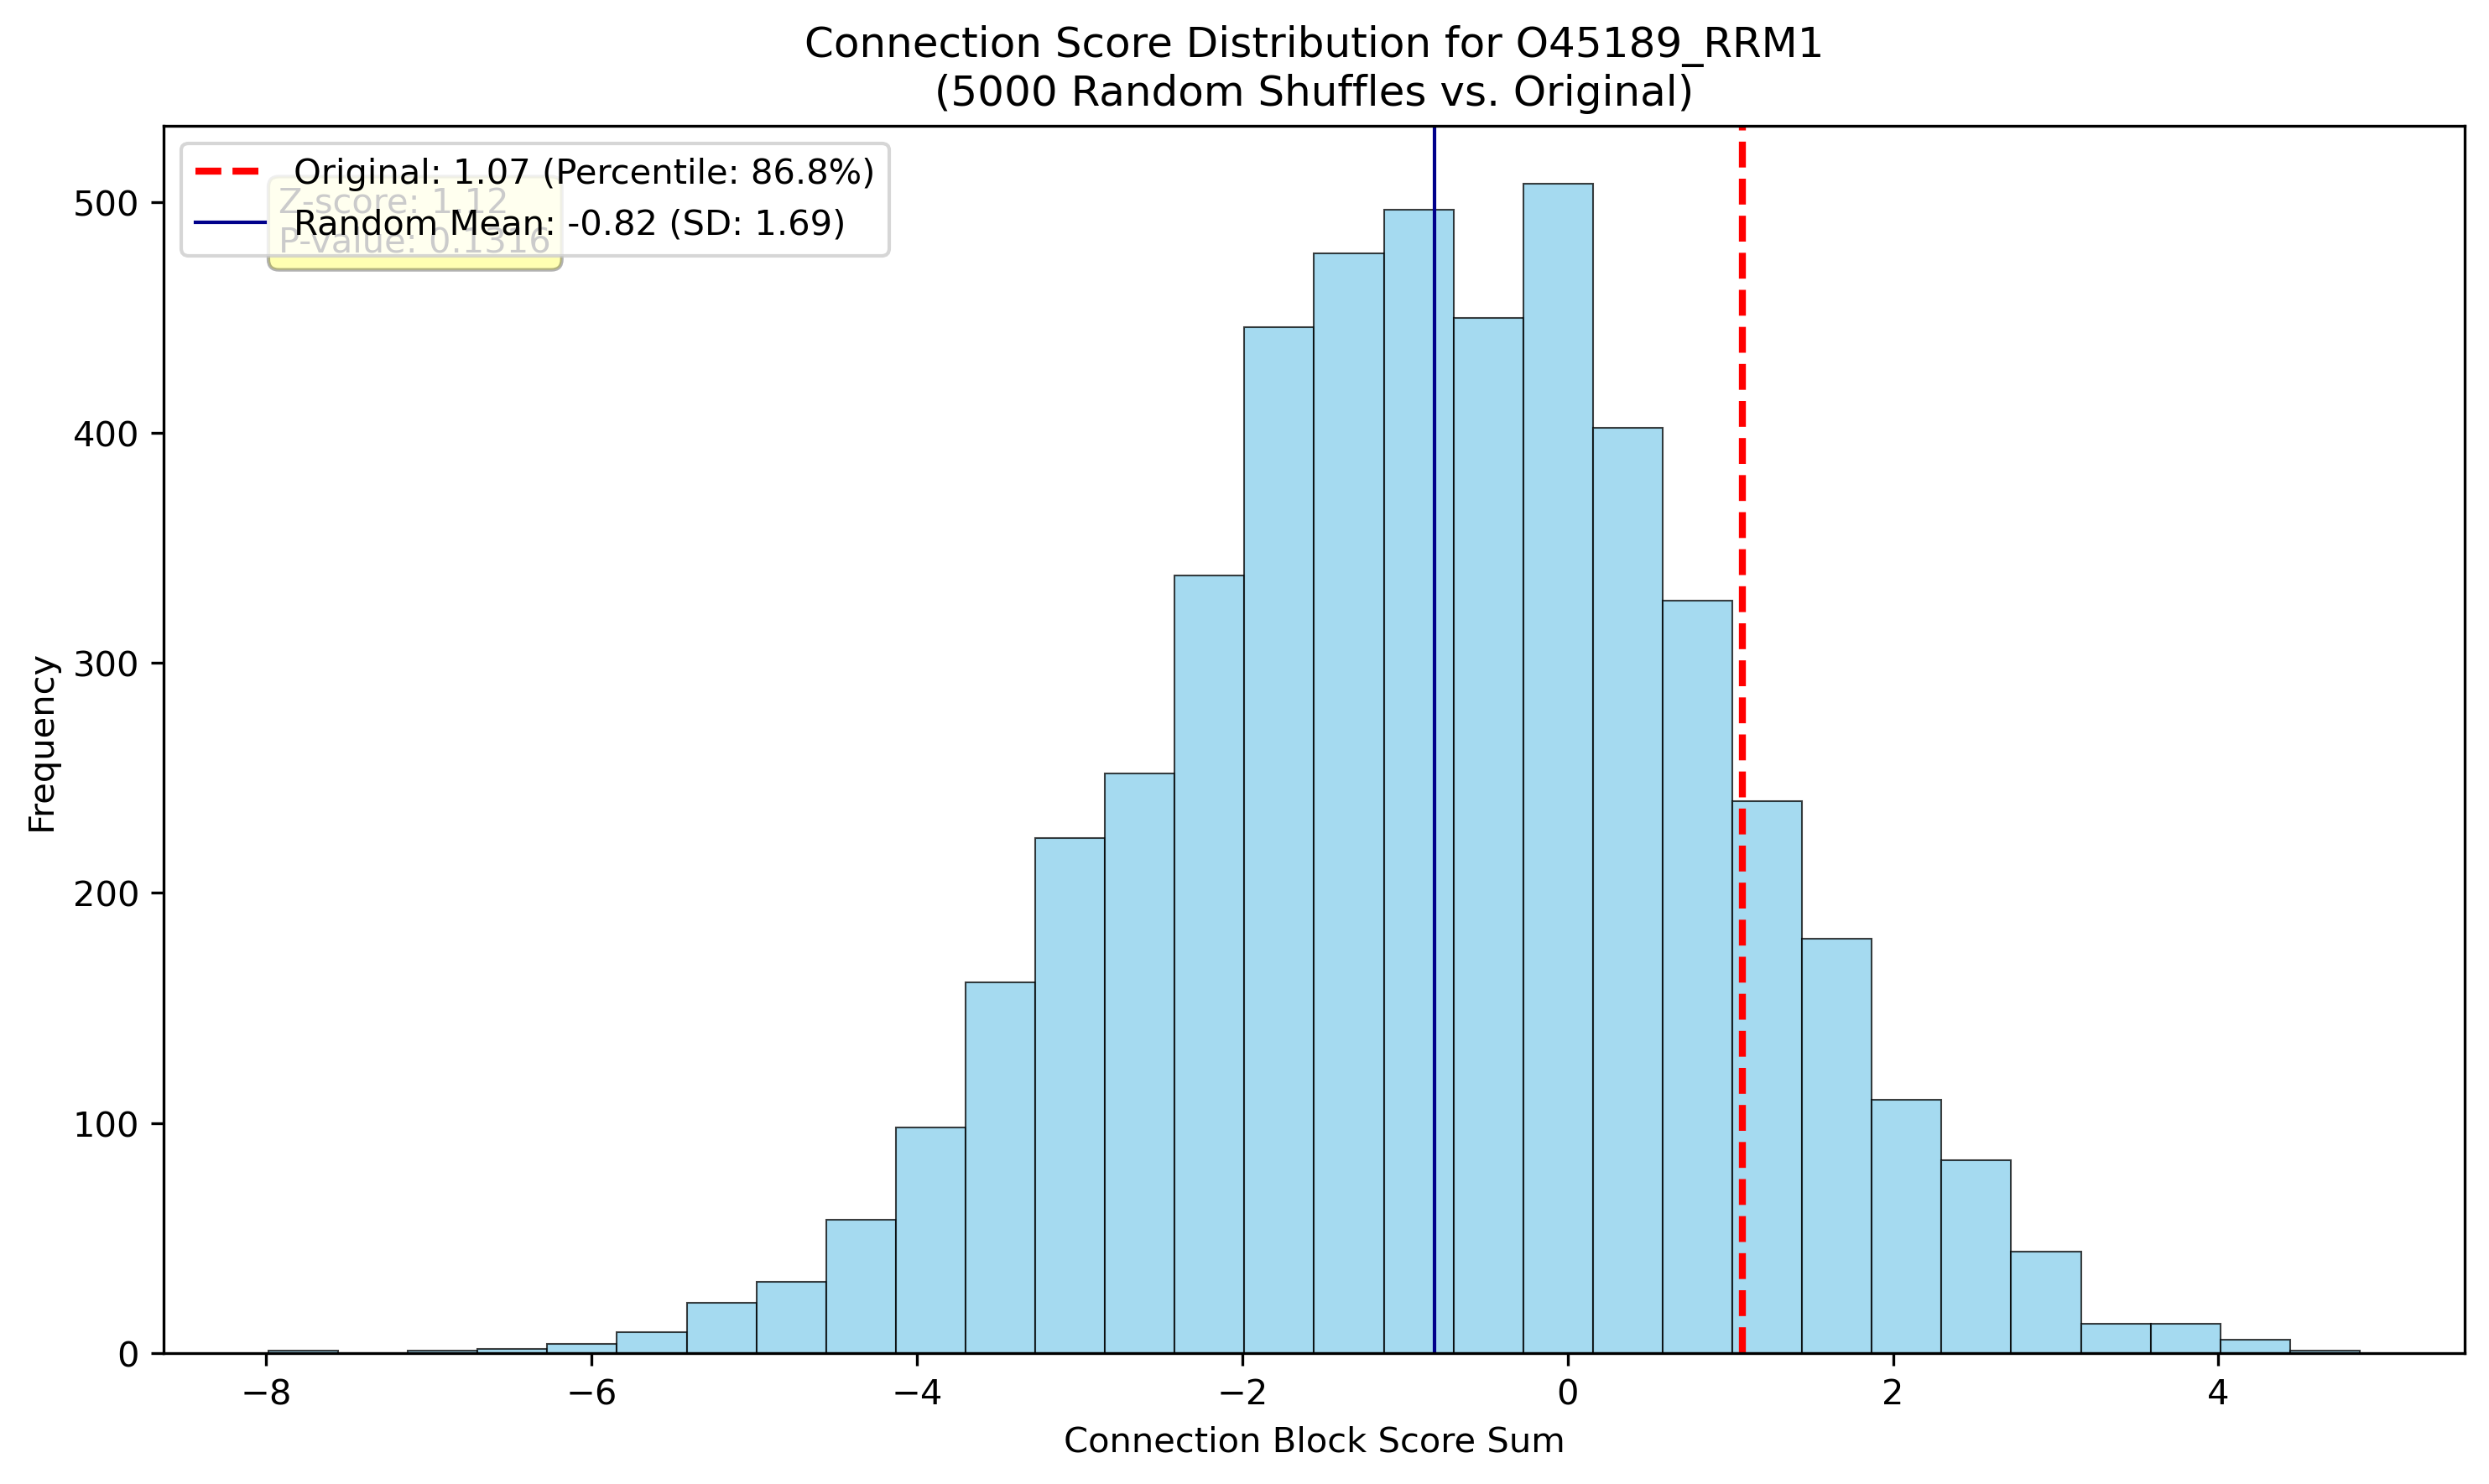 Connection Score Distribution for O45189_RRM1
(5000 Random Shuffles vs. Original)
Original: 1.07 (Percentile: 86.8%)
Random Mean: -0.82 (SD: 1.69)
Z-score: 1.12
P-value: 0.1316
500
400
300
200
100
0
Frequency
−8
−6
−4
−2
0
2
4
Connection Block Score Sum